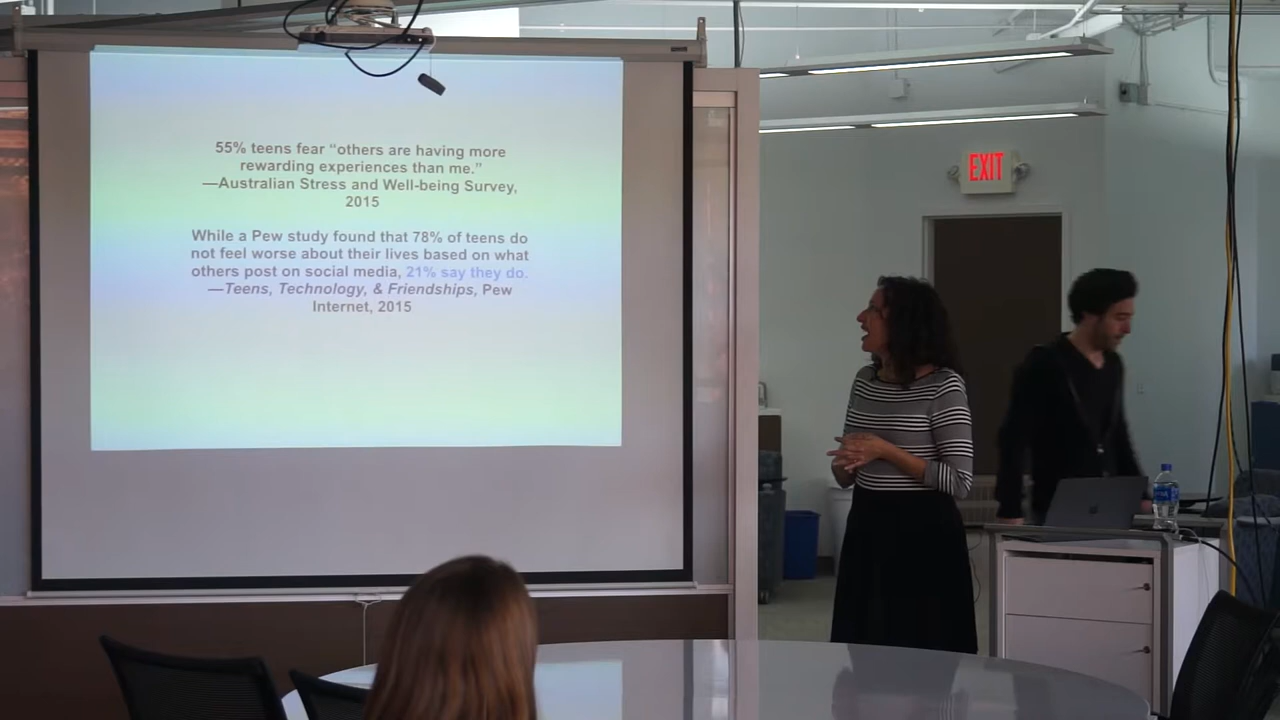 55% teens fear “others are having more
rewarding experiences than me.”
—Australian Stress and Well-being Survey,
2015
While a Pew study found that 78% of teens do
not feel worse about their lives based on what
others post on social media, 21% say they do.
—Teens, Technology, & Friendships, Pew
Internet, 2015
EXIT